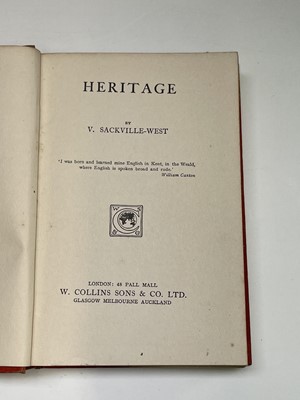 HERITAGE
BY
V. SACKVILLE-WEST
'I was born and learned mine English in Kent, in the Weald,
where English is spoken broad and rude.'
William Caxton
LONDON: 48 PALL MALL
W. COLLINS SONS & CO. LTD.
GLASGOW MELBOURNE AUCKLAND